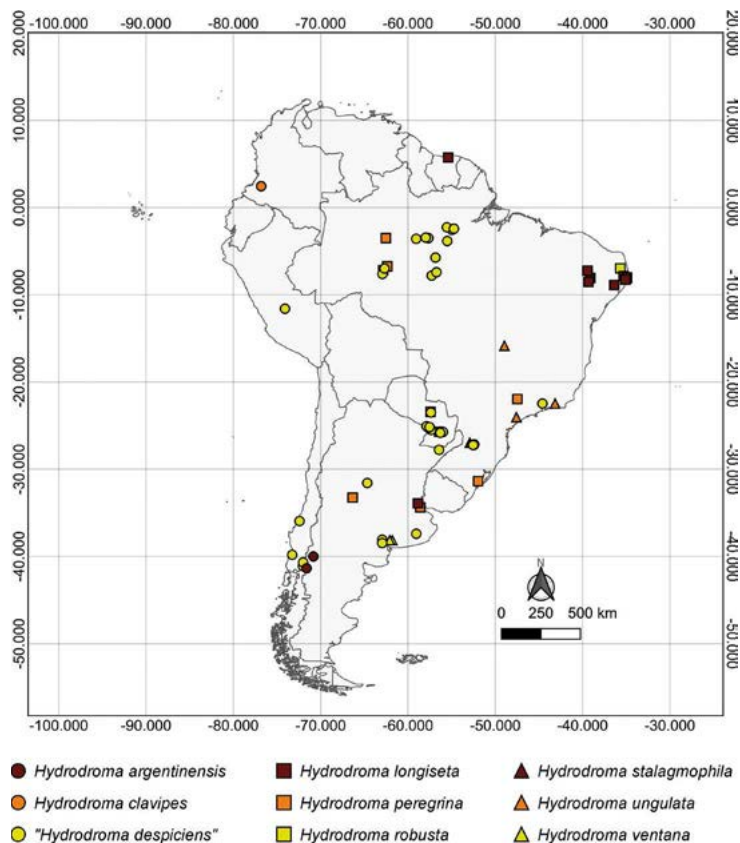 -100.000 -90.000 -80.000 -70.000 -60.000 -50.000 -40.000 -30.000 -20.000
20.000 20.000
10.000 10.000
0.000 0.000
-10.000 -10.000
-20.000 -20.000
-30.000 -30.000
-40.000 -40.000
N
0 250 500 km
-50.000 -50.000
-100.000 -90.000 -80.000 -70.000 -60.000 -50.000 -40.000 -30.000
Hydrodroma argentinensis Hydrodroma longiseta Hydrodroma stalagmophila
Hydrodroma clavipes Hydrodroma peregrina Hydrodroma ungulata
"Hydrodroma despiciens" Hydrodroma robusta Hydrodroma ventana